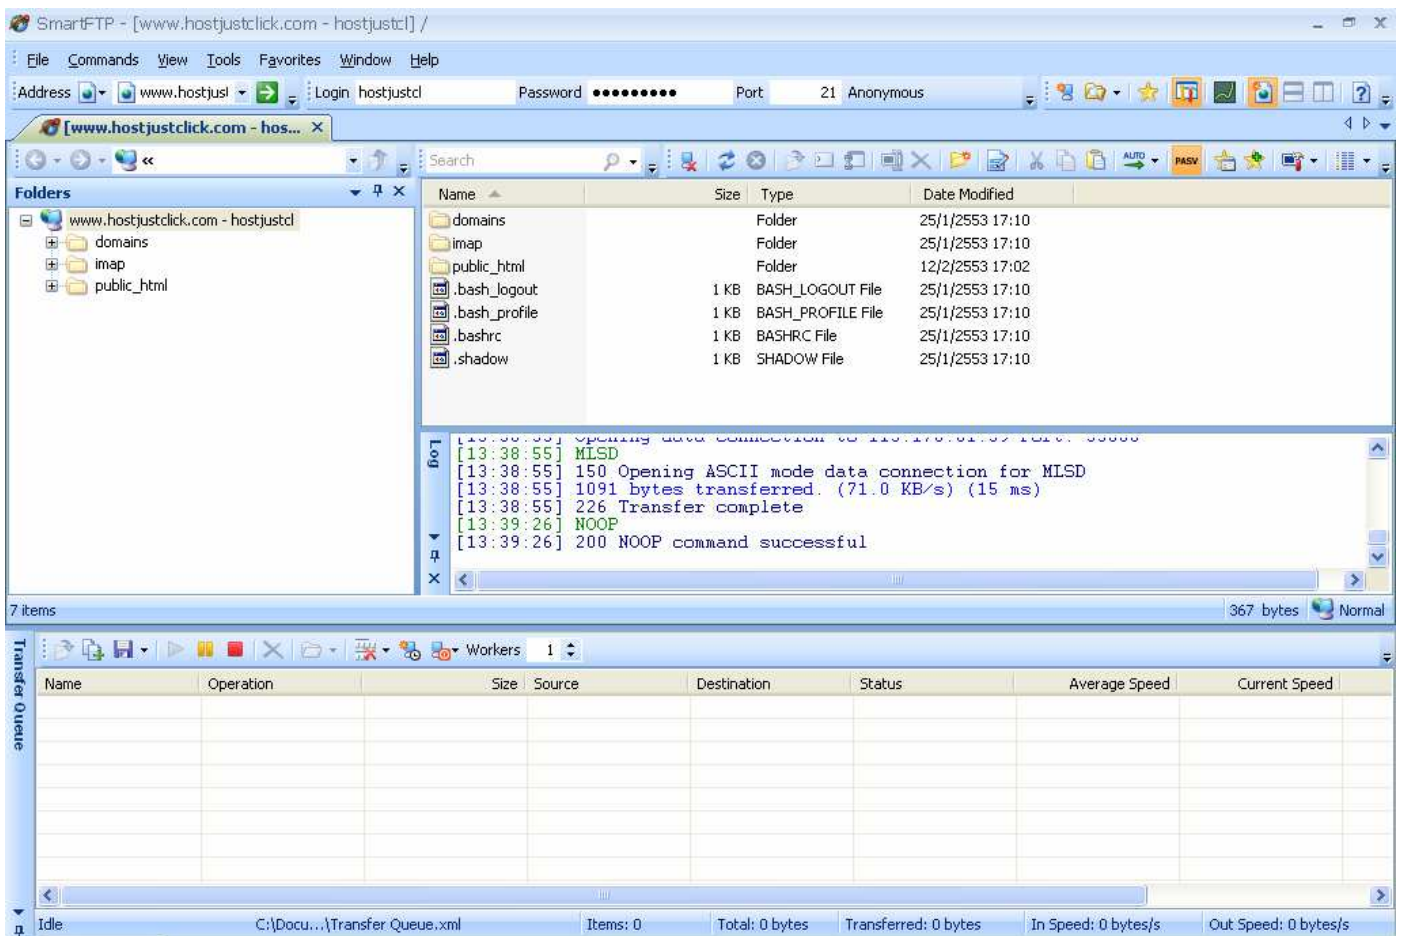 SmartFTP - [www.hostjustclick.com - hostjustcl] /
File Commands View Tools Favorites Window Help
Address www.hostjusl Login hostjustcl Password ●●●●●●●●● Port 21 Anonymous
[www.hostjustclick.com - hos...
«
Search
AUTO
PASV
Folders
www.hostjustclick.com - hostjustcl
domains
imap
public_html
Name Size Type Date Modified
domains Folder 25/1/2553 17:10
imap Folder 25/1/2553 17:10
public_html Folder 12/2/2553 17:02
.bash_logout 1 KB BASH_LOGOUT File 25/1/2553 17:10
.bash_profile 1 KB BASH_PROFILE File 25/1/2553 17:10
.bashrc 1 KB BASHRC File 25/1/2553 17:10
.shadow 1 KB SHADOW File 25/1/2553 17:10
Log
Opening data connection to
[13:38:55] MLSD
[13:38:55] 150 Opening ASCII mode data connection for MLSD
[13:38:55] 1091 bytes transferred. (71.0 KB/s) (15 ms)
[13:38:55] 226 Transfer complete
[13:39:26] NOOP
[13:39:26] 200 NOOP command successful
7 items 367 bytes Normal
Transfer Queue
Workers 1
Name Operation Size Source Destination Status Average Speed Current Speed
Idle C:\Docu...\Transfer Queue.xml Items: 0 Total: 0 bytes Transferred: 0 bytes In Speed: 0 bytes/s Out Speed: 0 bytes/s